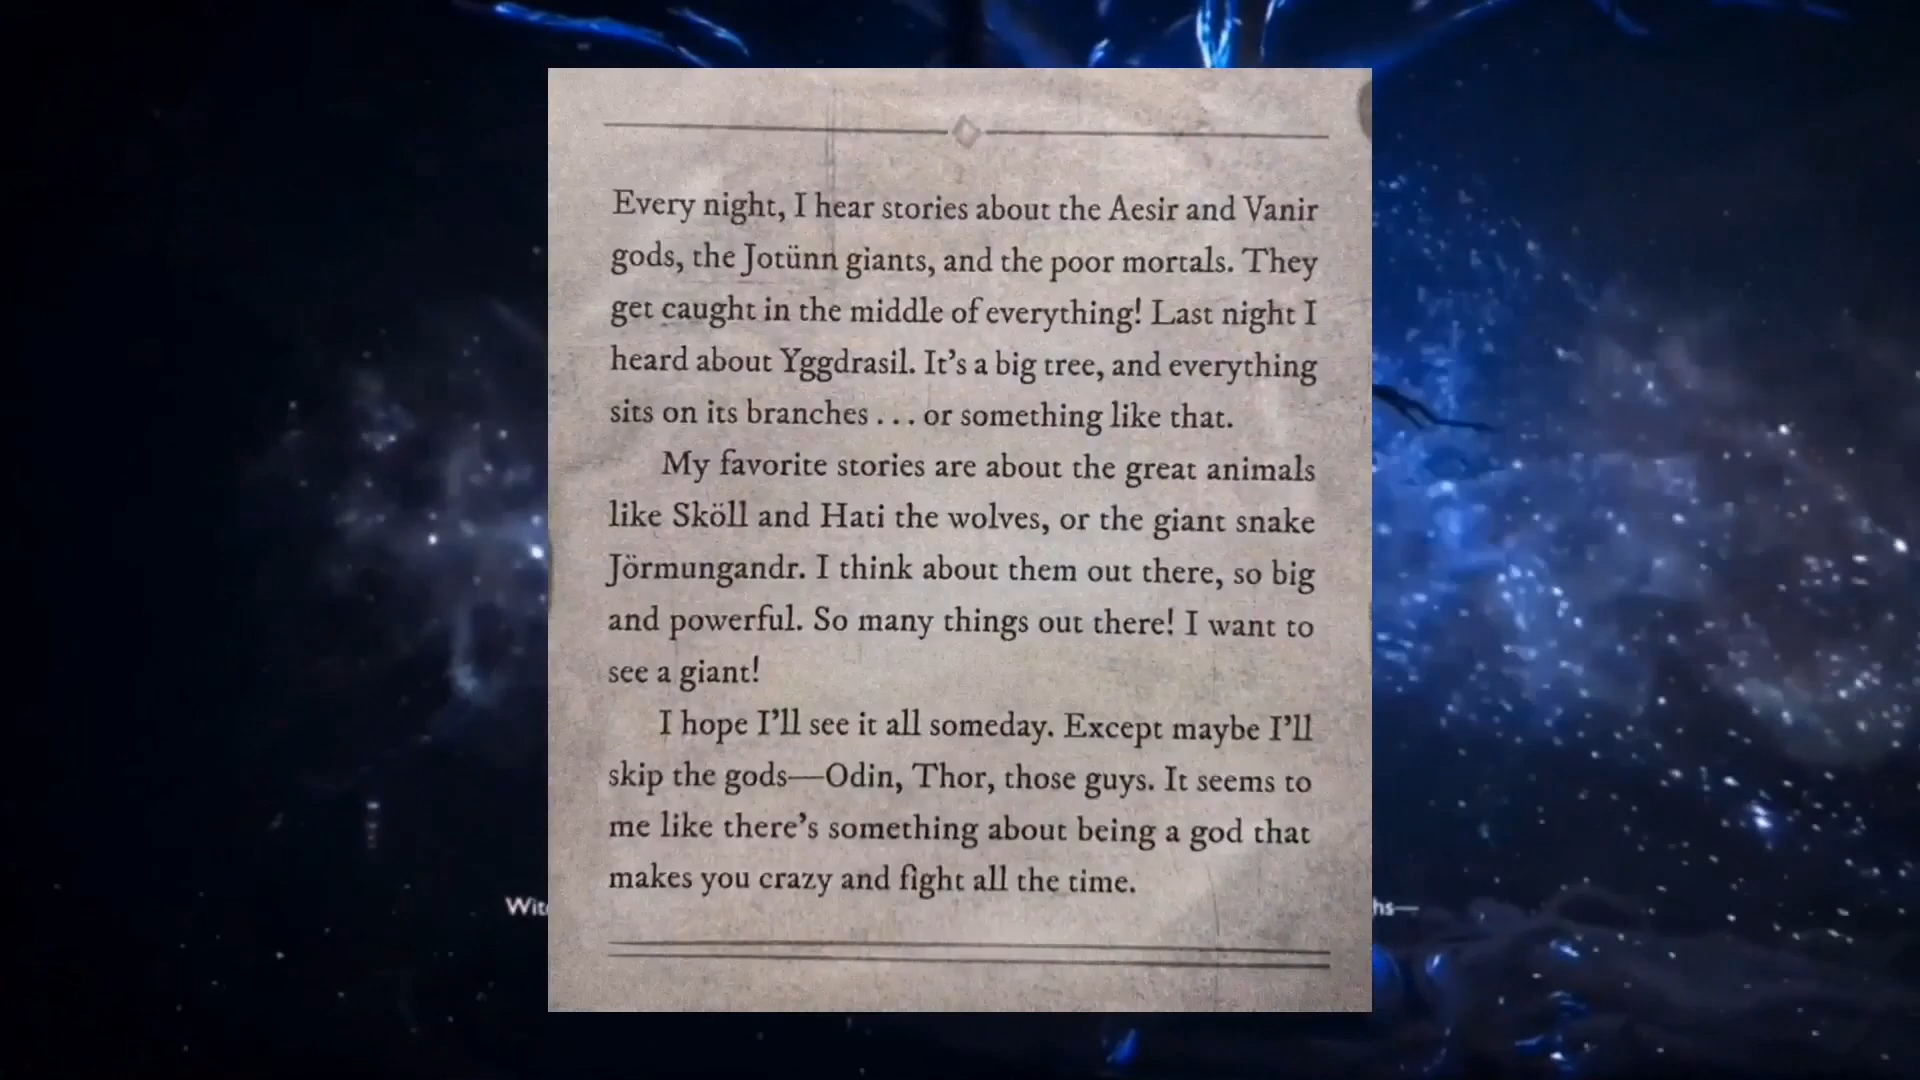 Every night, I hear stories about the Aesir and Vanir
gods, the Jotünn giants, and the poor mortals. They
get caught in the middle of everything! Last night I
heard about Yggdrasil. It's a big tree, and everything
sits on its branches . . . or something like that.
My favorite stories are about the great animals
like Sköll and Hati the wolves, or the giant snake
Jörmungandr. I think about them out there, so big
and powerful. So many things out there! I want to
see a giant!
I hope I'll see it all someday. Except maybe I'll
skip the gods—Odin, Thor, those guys. It seems to
me like there's something about being a god that
makes you crazy and fight all the time.